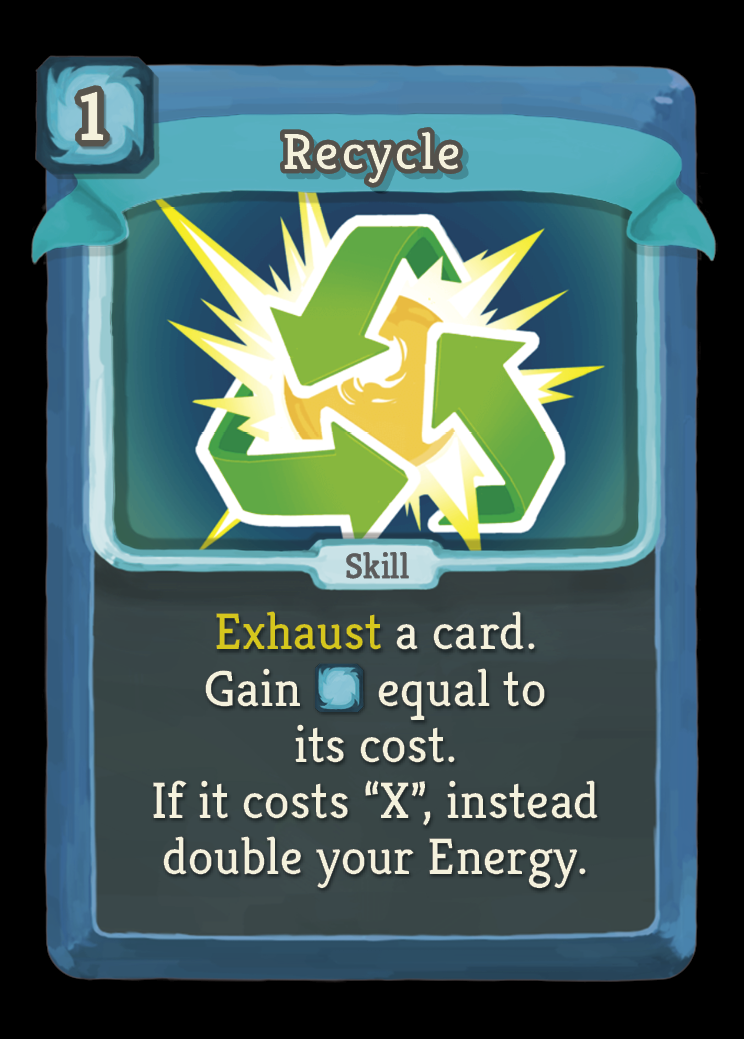 1
Recycle
Skill
Exhaust a card.
Gain equal to
its cost.
If it costs “X”, instead
double your Energy.